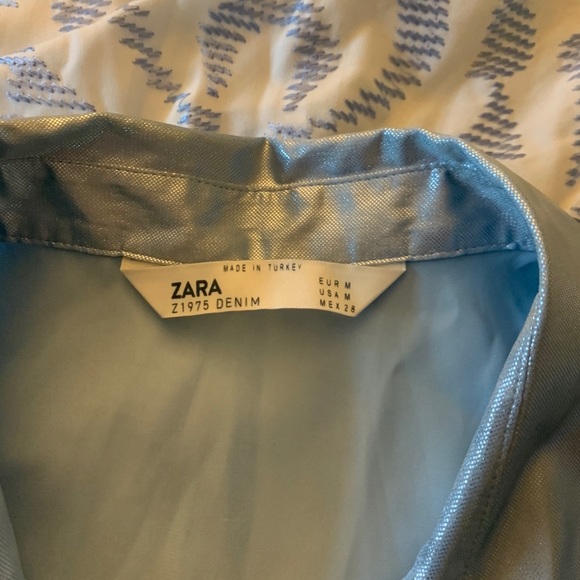 MADE IN TURKEY
ZARA
Z1975 DENIM
EUR M
USA M
MEX 28